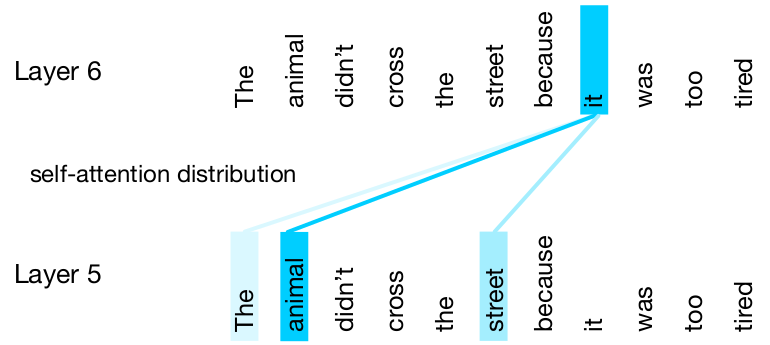 Layer 6 The animal didn't cross the street because it was too tired
self-attention distribution
Layer 5 The animal didn't cross the street because it was too tired